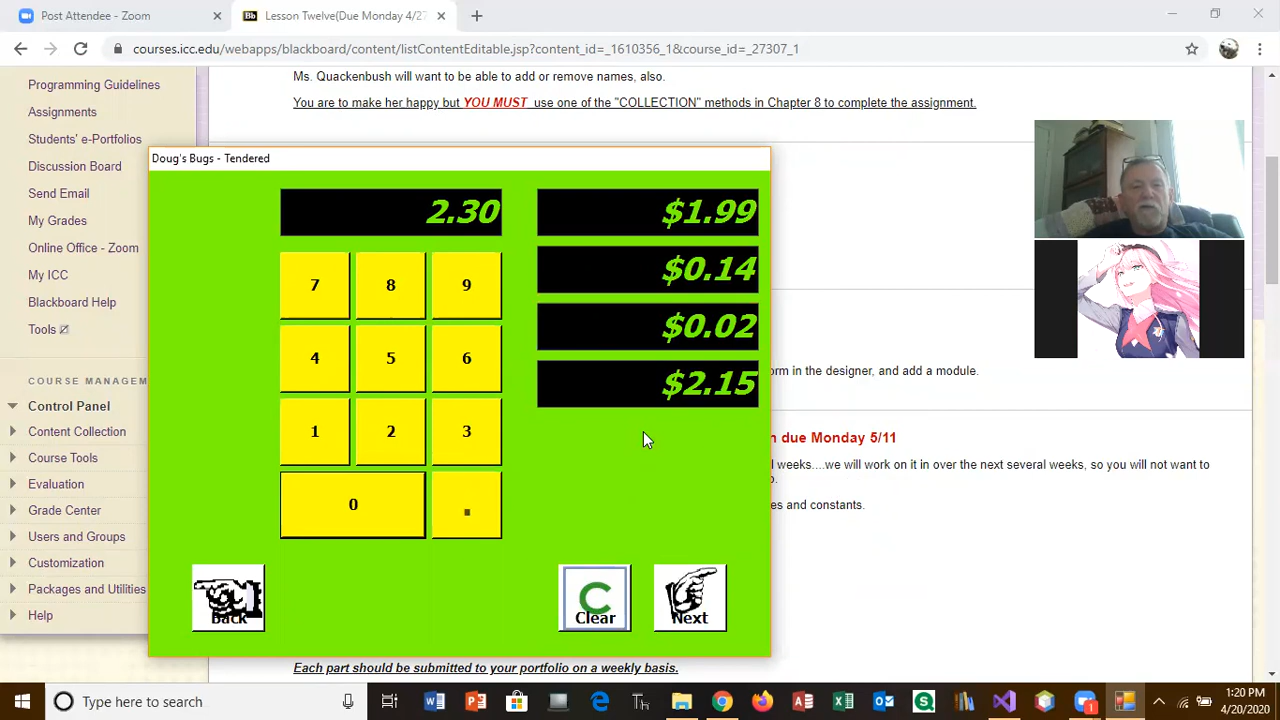 Post Attendee - Zoom
Lesson Twelve(Due Monday 4/27
courses.icc.edu/webapps/blackboard/content/listContentEditable.jsp?content_id=_1610356_1&course_id=_27307_1
Programming Guidelines
Assignments
Students' e-Portfolios
Discussion Board
Send Email
My Grades
Online Office - Zoom
My ICC
Blackboard Help
Tools
COURSE MANAGEM
Control Panel
Content Collection
Course Tools
Evaluation
Grade Center
Users and Groups
Customization
Packages and Utilities
Help
Ms. Quackenbush will want to be able to add or remove names, also.
You are to make her happy but YOU MUST use one of the "COLLECTION" methods in Chapter 8 to complete the assignment.
Doug's Bugs - Tendered
2.30
$1.99
$0.14
$0.02
$2.15
7 8 9
4 5 6
1 2 3
0 .
Back
C
Clear
Next
orm in the designer, and add a module.
n due Monday 5/11
l weeks....we will work on it in over the next several weeks, so you will not want to
p.
es and constants.
Each part should be submitted to your portfolio on a weekly basis.
Type here to search
1:20 PM
4/20/2020